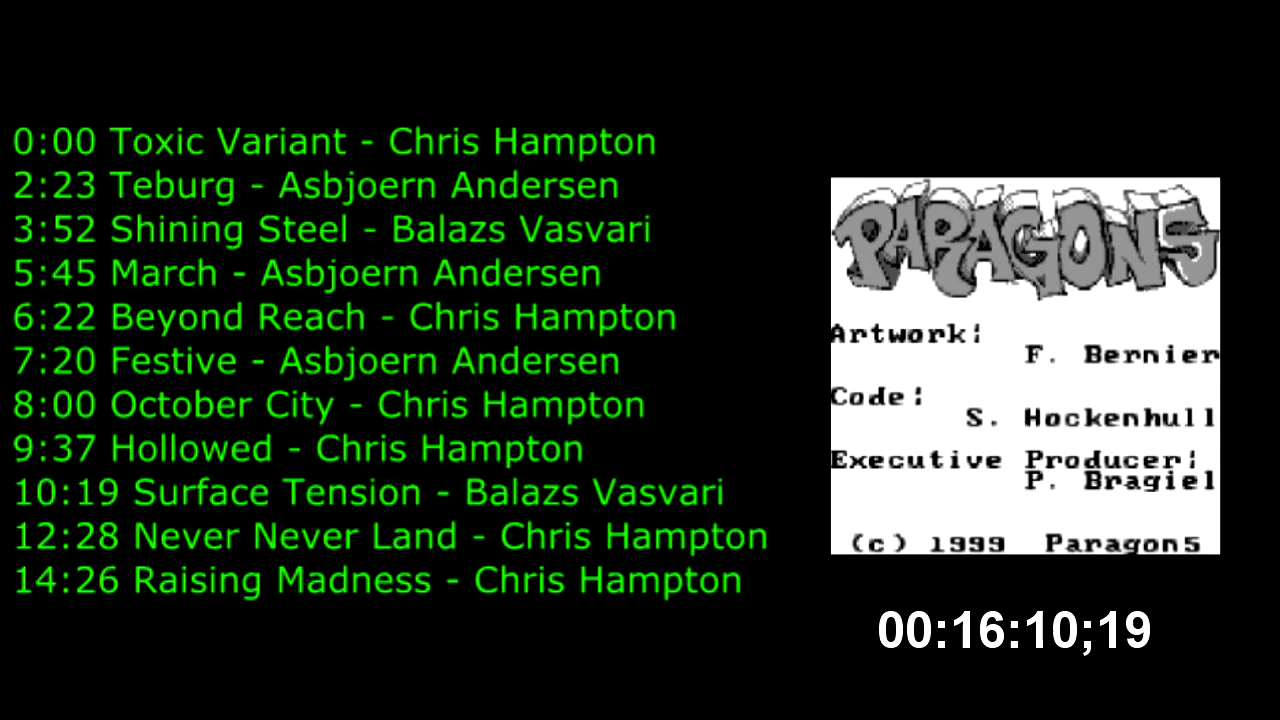 0:00 Toxic Variant - Chris Hampton
2:23 Teburg - Asbjoern Andersen
3:52 Shining Steel - Balazs Vasvari
5:45 March - Asbjoern Andersen
6:22 Beyond Reach - Chris Hampton
7:20 Festive - Asbjoern Andersen
8:00 October City - Chris Hampton
9:37 Hollowed - Chris Hampton
10:19 Surface Tension - Balazs Vasvari
12:28 Never Never Land - Chris Hampton
14:26 Raising Madness - Chris Hampton
PARAGON5
Artwork:
F. Bernier
Code:
S. Hockenhull
Executive Producer:
P. Bragiel
(c) 1999 Paragon5
00:16:10;19